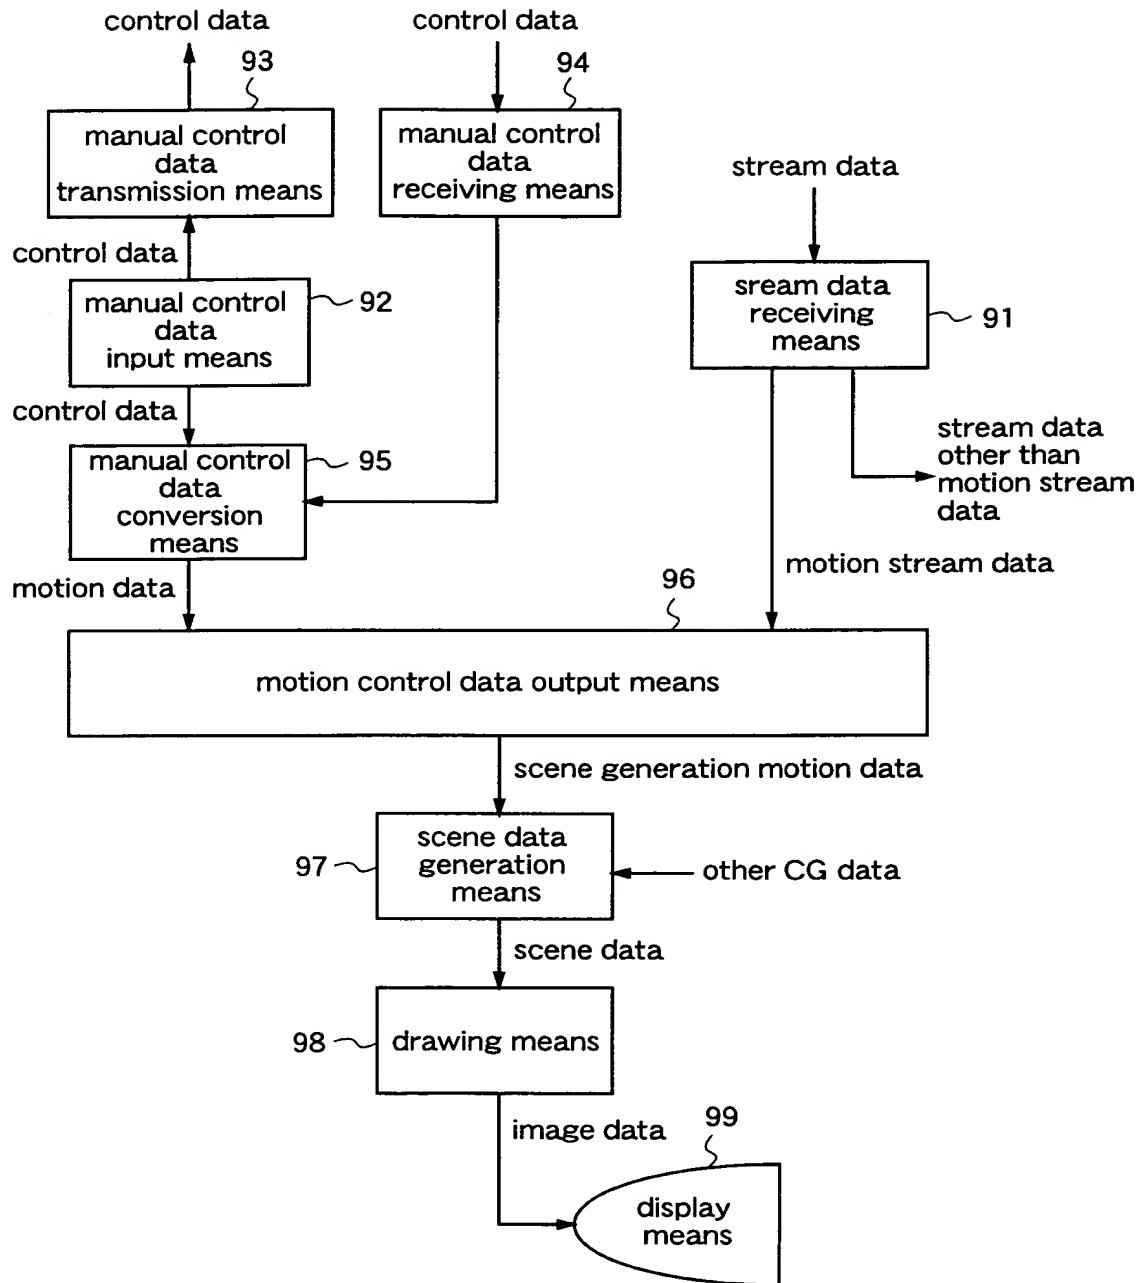 control data
control data
93
94
manual control
data
transmission means
manual control
data
receiving means
stream data
control data
manual control
data
input means
92
sream data
receiving
means
91
control data
manual control
data
conversion
means
95
stream data
other than
motion stream
data
motion data
motion stream data
96
motion control data output means
scene generation motion data
scene data
generation
means
97
other CG data
scene data
drawing means
98
image data
99
display
means